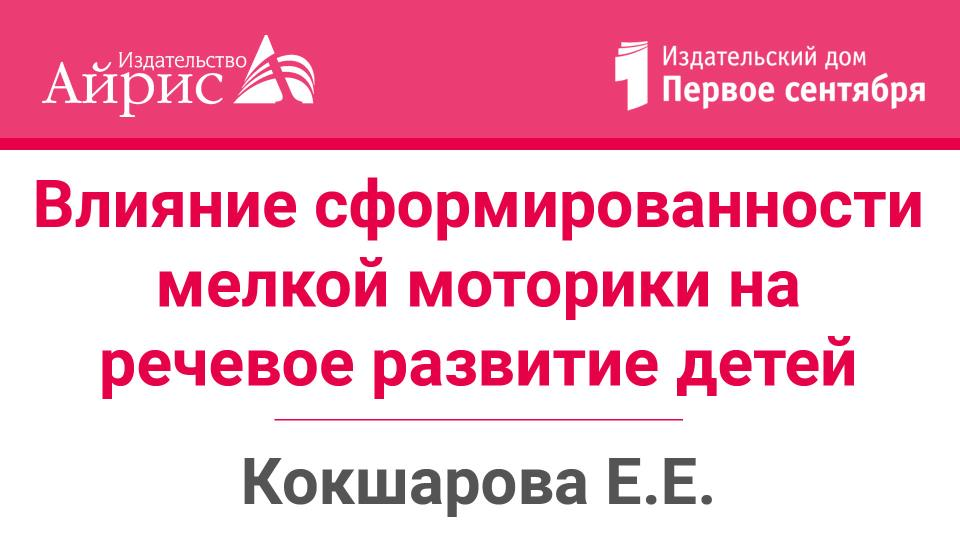 Издательство
Айрис
Издательский дом
Первое сентября
Влияние сформированности
мелкой моторики на
речевое развитие детей
Кокшарова Е.Е.